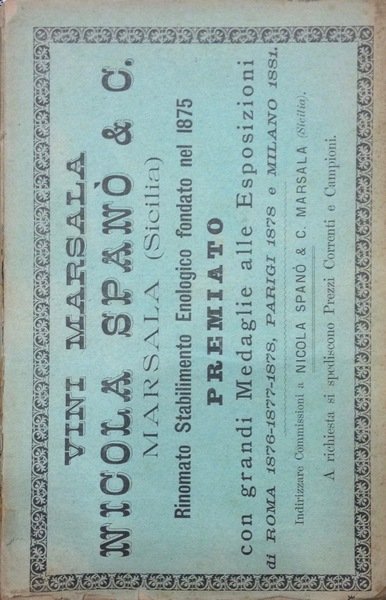 VINI MARSALA
NICOLA SPANÒ & C.
MARSALA (Sicilia)
Rinomato Stabilimento Enologico fondato nel 1875
PREMIATO
con grandi Medaglie alle Esposizioni
di ROMA 1876-1877-1878, PARIGI 1878 e MILANO 1881.
Indirizzare Commissioni a NICOLA SPANÒ & C. MARSALA (Sicilia).
A richiesta si spediscono Prezzi Correnti e Campioni.